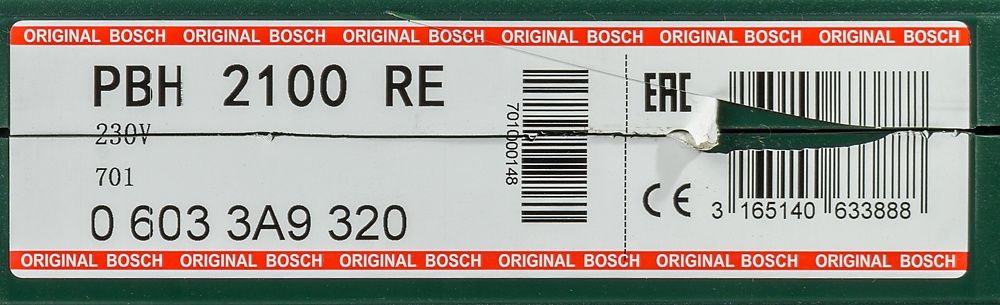 ORIGINAL BOSCH ORIGINAL BOSCH ORIGINAL BOSCH ORIGINAL BOSCH ORIGINAL BOSCH ORIGINAL BOSCH
PBH 2100 RE
230V
701
0 603 3A9 320
701000148
EAC
CE
3 165140 633888
ORIGINAL BOSCH ORIGINAL BOSCH ORIGINAL BOSCH ORIGINAL BOSCH ORIGINAL BOSCH ORIGINAL BOSCH